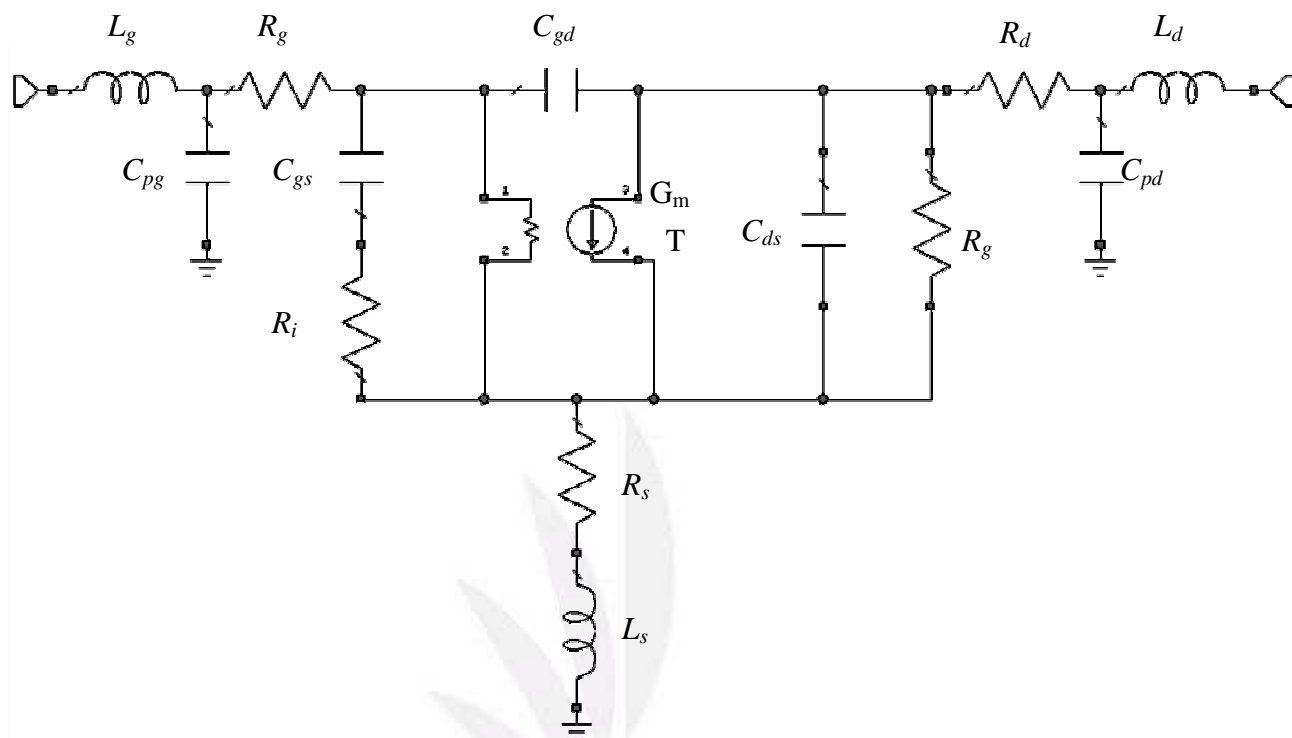 L_g
R_g
C_gd
R_d
L_d
C_pg
C_gs
1
2
G_m
T
3
4
C_ds
R_g
C_pd
R_i
R_s
L_s